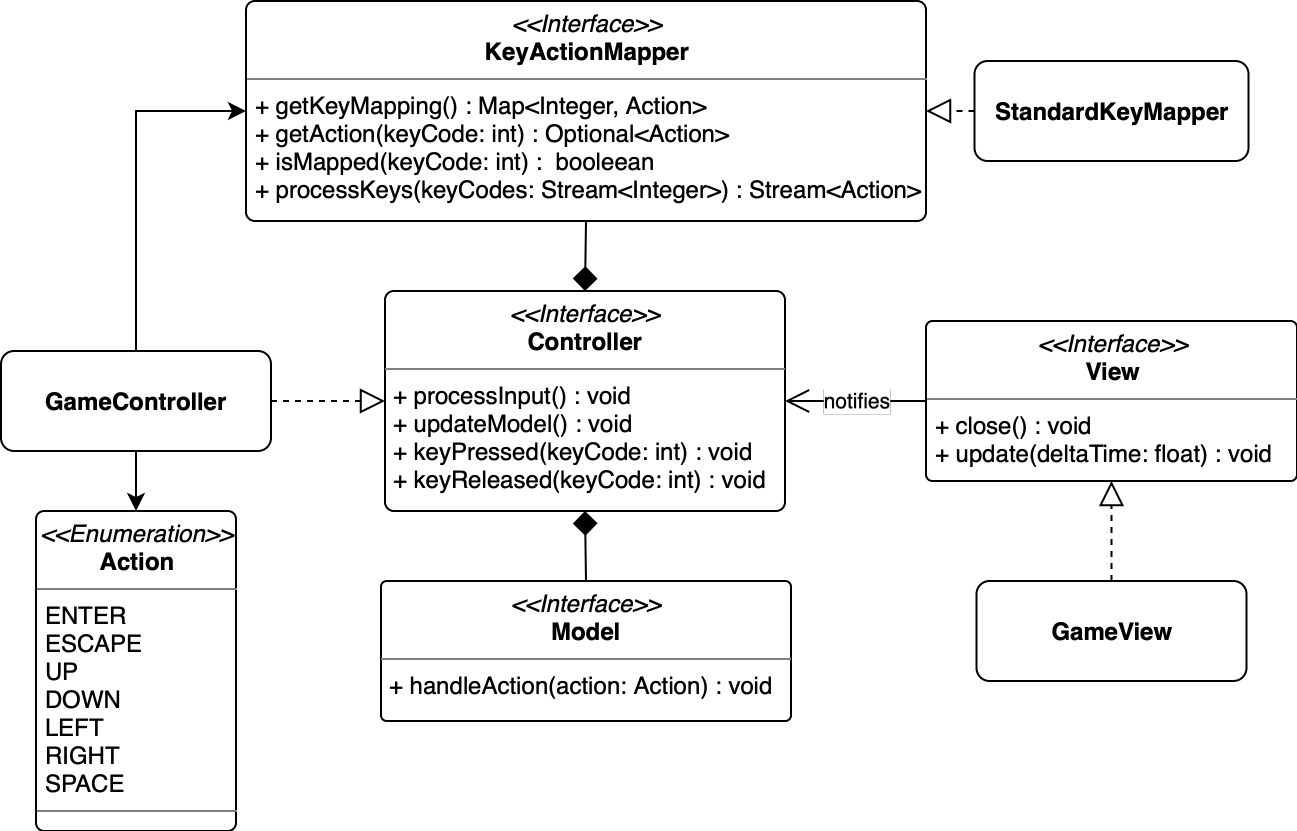 <<Interface>>
KeyActionMapper
+ getKeyMapping() : Map<Integer, Action>
+ getAction(keyCode: int) : Optional<Action>
+ isMapped(keyCode: int) :  booleean
+ processKeys(keyCodes: Stream<Integer>) : Stream<Action>
StandardKeyMapper
<<Interface>>
Controller
+ processInput() : void
+ updateModel() : void
+ keyPressed(keyCode: int) : void
+ keyReleased(keyCode: int) : void
GameController
notifies
<<Interface>>
View
+ close() : void
+ update(deltaTime: float) : void
<<Enumeration>>
Action
ENTER
ESCAPE
UP
DOWN
LEFT
RIGHT
SPACE
<<Interface>>
Model
+ handleAction(action: Action) : void
GameView